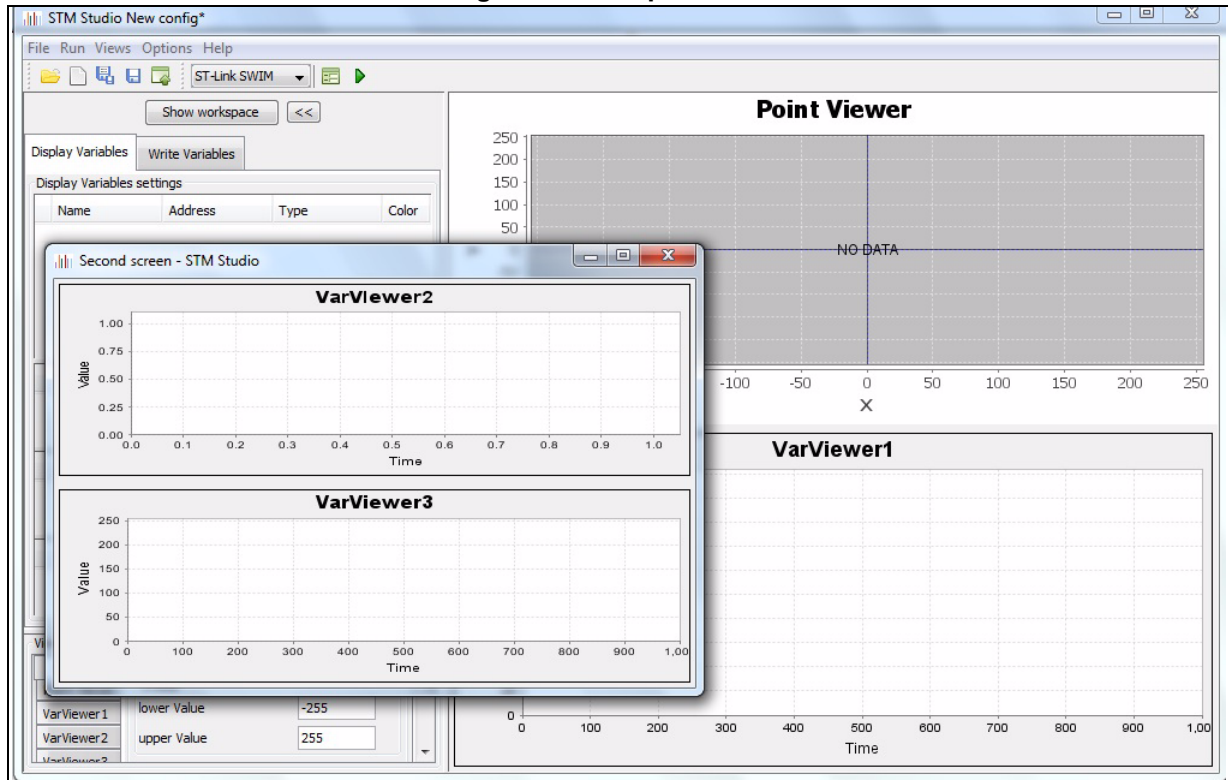 STM Studio New config*
File Run Views Options Help
ST-Link SWIM
Show workspace <<
Display Variables Write Variables
Display Variables settings
Name Address Type Color
Point Viewer
250
200
150
100
50
NO DATA
-100 -50 0 50 100 150 200 250
X
Second screen - STM Studio
VarViewer2
1.00
0.75
0.50
0.25
0.00
Value
0.0 0.1 0.2 0.3 0.4 0.5 0.6 0.7 0.8 0.9 1.0
Time
VarViewer3
250
200
150
100
50
0
Value
0 100 200 300 400 500 600 700 800 900 1,00
Time
VarViewer1
0
0 100 200 300 400 500 600 700 800 900 1,00
Time
VarViewer1 lower Value -255
VarViewer2 upper Value 255